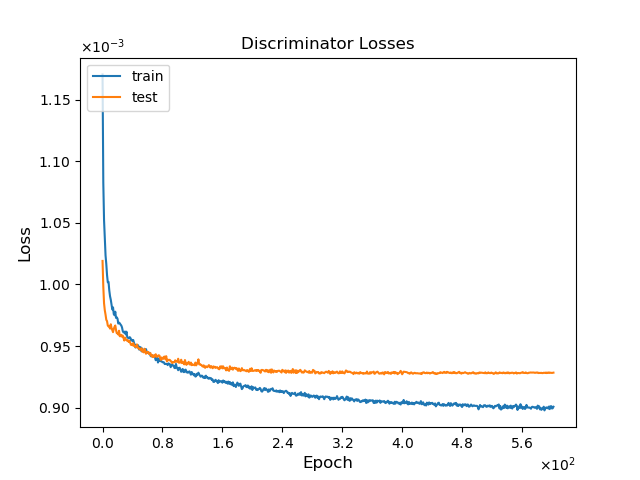 Discriminator Losses
×10⁻³
train
test
1.15
1.10
1.05
1.00
0.95
0.90
Loss
0.0 0.8 1.6 2.4 3.2 4.0 4.8 5.6
Epoch
×10²